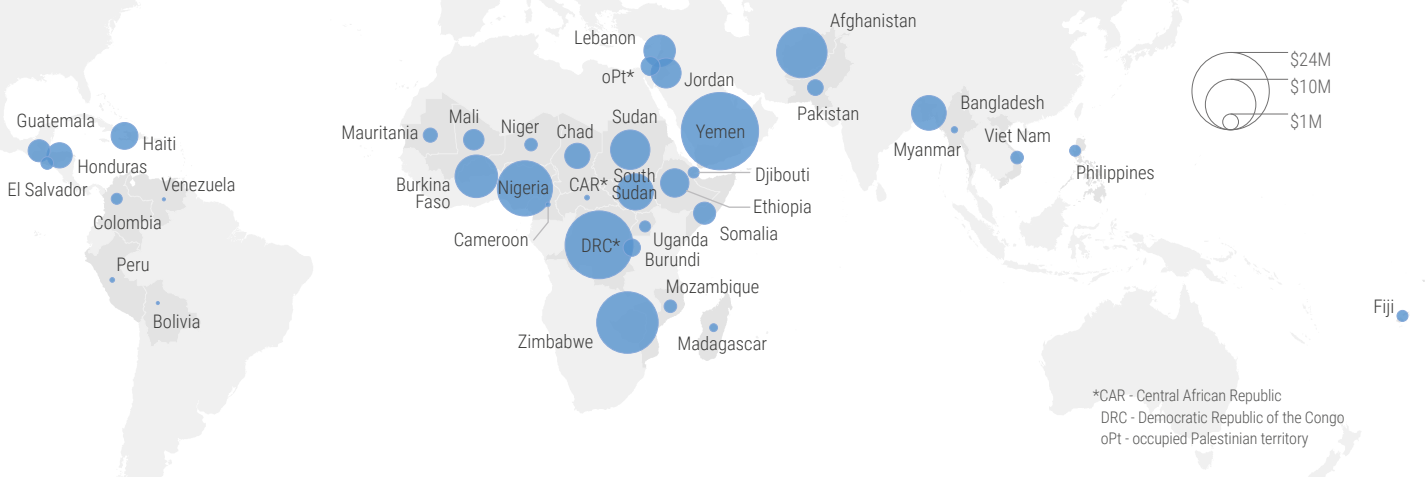 Afghanistan
Lebanon
oPt*
Jordan
Pakistan
$24M
$10M
$1M
Guatemala
Haiti
Honduras
El Salvador
Venezuela
Colombia
Peru
Bolivia
Mauritania
Mali
Niger
Chad
Sudan
Yemen
Bangladesh
Myanmar
Viet Nam
Philippines
Burkina
Faso
Nigeria
CAR*
South
Sudan
Djibouti
Ethiopia
Cameroon
DRC*
Uganda
Somalia
Burundi
Mozambique
Zimbabwe
Madagascar
Fiji
*CAR - Central African Republic
DRC - Democratic Republic of the Congo
oPt - occupied Palestinian territory